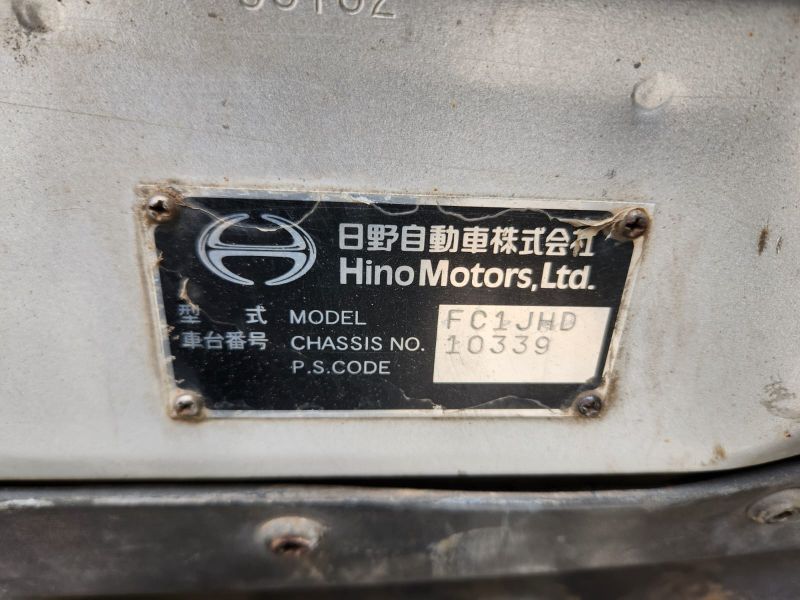 日野自動車株式会社
Hino Motors, Ltd.
型 式 MODEL FC1JHD
車台番号 CHASSIS NO. 10339
P.S.CODE